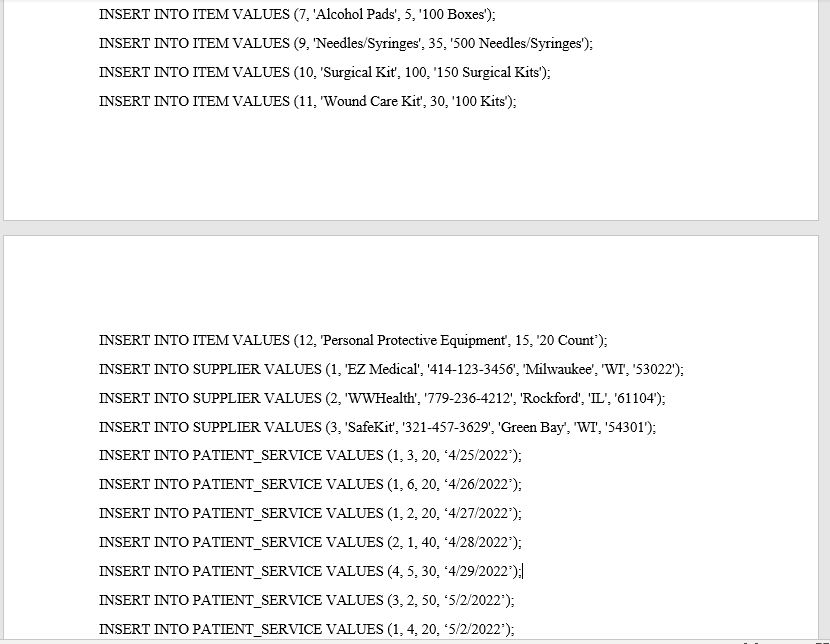 INSERT INTO ITEM VALUES (7, 'Alcohol Pads', 5, '100 Boxes');
INSERT INTO ITEM VALUES (9, 'Needles/Syringes', 35, '500 Needles/Syringes');
INSERT INTO ITEM VALUES (10, 'Surgical Kit', 100, '150 Surgical Kits');
INSERT INTO ITEM VALUES (11, 'Wound Care Kit', 30, '100 Kits');
INSERT INTO ITEM VALUES (12, 'Personal Protective Equipment', 15, '20 Count’);
INSERT INTO SUPPLIER VALUES (1, 'EZ Medical', '414-123-3456', 'Milwaukee', 'WI', '53022');
INSERT INTO SUPPLIER VALUES (2, 'WWHealth', '779-236-4212', 'Rockford', 'IL', '61104');
INSERT INTO SUPPLIER VALUES (3, 'SafeKit', '321-457-3629', 'Green Bay', 'WI', '54301');
INSERT INTO PATIENT_SERVICE VALUES (1, 3, 20, ‘4/25/2022’);
INSERT INTO PATIENT_SERVICE VALUES (1, 6, 20, ‘4/26/2022’);
INSERT INTO PATIENT_SERVICE VALUES (1, 2, 20, ‘4/27/2022’);
INSERT INTO PATIENT_SERVICE VALUES (2, 1, 40, ‘4/28/2022’);
INSERT INTO PATIENT_SERVICE VALUES (4, 5, 30, ‘4/29/2022’);
INSERT INTO PATIENT_SERVICE VALUES (3, 2, 50, ‘5/2/2022’);
INSERT INTO PATIENT_SERVICE VALUES (1, 4, 20, ‘5/2/2022’);